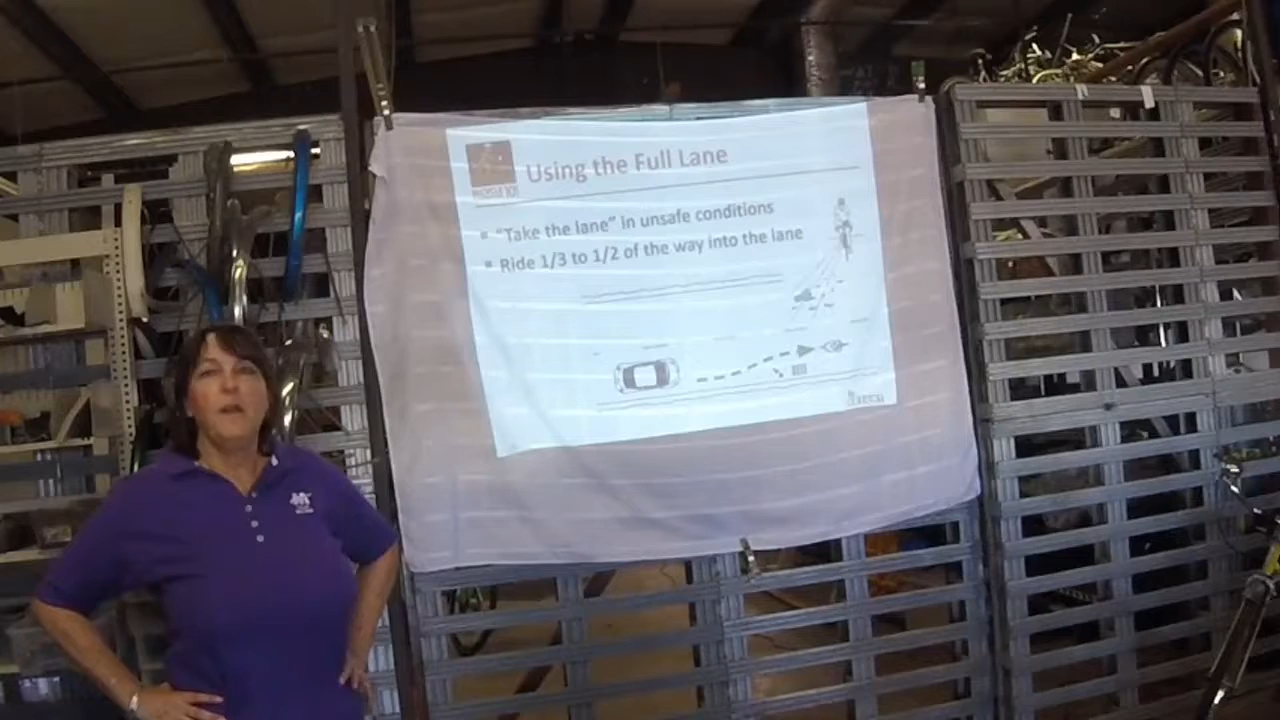 Using the Full Lane
“Take the lane” in unsafe conditions
Ride 1/3 to 1/2 of the way into the lane